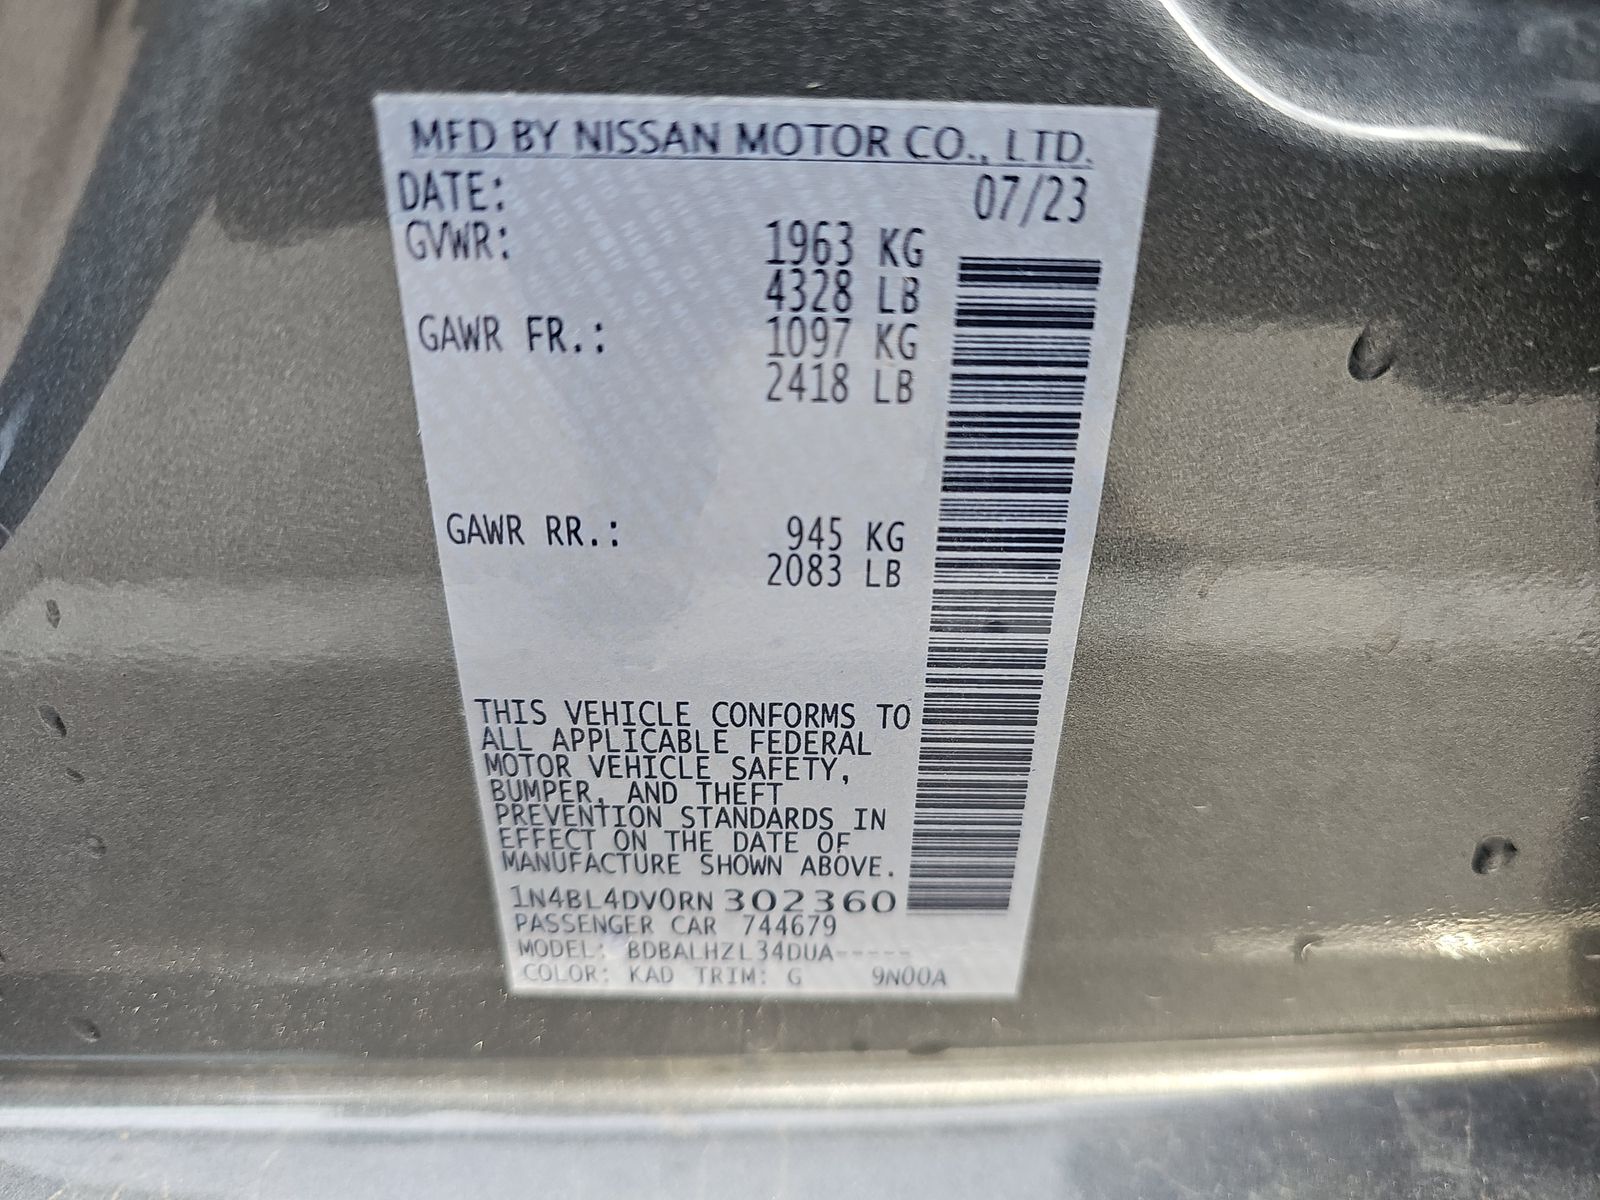 MFD BY NISSAN MOTOR CO., LTD.
DATE: 07/23
GVWR: 1963 KG
4328 LB
GAWR FR.: 1097 KG
2418 LB
GAWR RR.: 945 KG
2083 LB
THIS VEHICLE CONFORMS TO
ALL APPLICABLE FEDERAL
MOTOR VEHICLE SAFETY,
BUMPER, AND THEFT
PREVENTION STANDARDS IN
EFFECT ON THE DATE OF
MANUFACTURE SHOWN ABOVE.
1N4BL4DV0RN302360
PASSENGER CAR 744679
MODEL: BDBALHZL34DUA-----
COLOR: KAD TRIM: G 9N00A